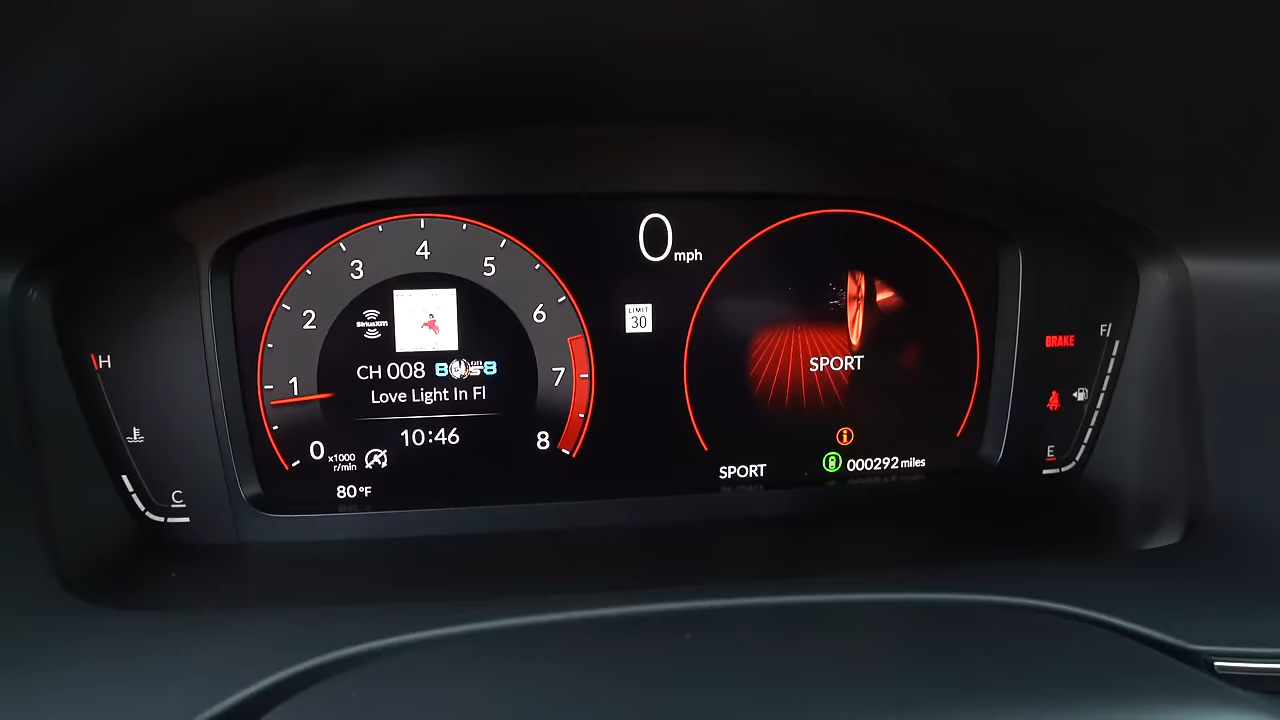 0 mph
LIMIT
30
0 1 2 3 4 5 6 7 8
x1000
r/min
SiriusXM
CH 008 80s8
Love Light In Fl
10:46
80°F
SPORT
SPORT
000292 miles
H
C
BRAKE
F
E